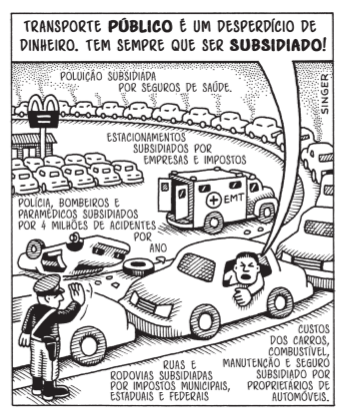 TRANSPORTE PÚBLICO É UM DESPERDÍCIO DE
DINHEIRO. TEM SEMPRE QUE SER SUBSIDIADO!
POLUIÇÃO SUBSIDIADA
POR SEGUROS DE SAÚDE.
SINGER
ESTACIONAMENTOS
SUBSIDIADOS POR
EMPRESAS E IMPOSTOS
EMT
POLÍCIA, BOMBEIROS E
PARAMÉDICOS SUBSIDIADOS
POR 4 MILHÕES DE ACIDENTES
POR
ANO
RUAS E
RODOVIAS SUBSIDIADAS
POR IMPOSTOS MUNICIPAIS,
ESTADUAIS E FEDERAIS
CUSTOS
DOS CARROS,
COMBUSTÍVEL,
MANUTENÇÃO E SEGURO
SUBSIDIADO POR
PROPRIETÁRIOS DE
AUTOMÓVEIS.